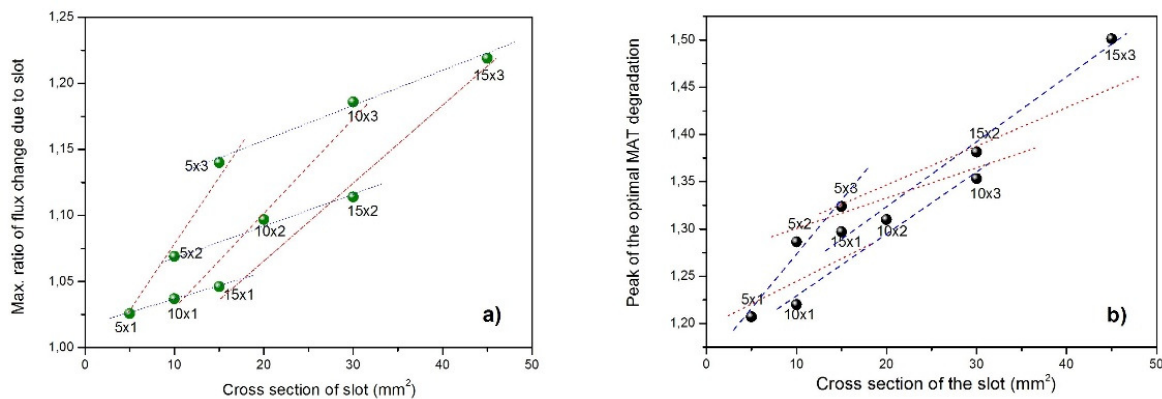 1,25
1,20
1,15
1,10
1,05
1,00
Max. ratio of flux change due to slot
15x3
10x3
5x3
15x2
10x2
5x2
15x1
10x1
5x1
a)
0 10 20 30 40 50
Cross section of slot (mm²)
1,50
1,45
1,40
1,35
1,30
1,25
1,20
Peak of the optimal MAT degradation
15x3
15x2
10x3
5x3
5x2
15x1
10x2
5x1
10x1
b)
0 10 20 30 40 50
Cross section of the slot (mm²)